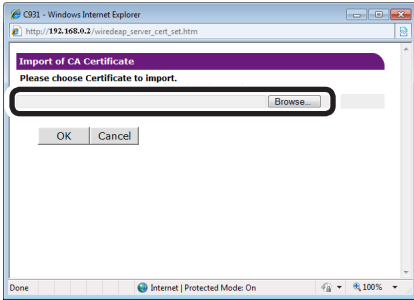 C931 - Windows Internet Explorer
http://192.168.0.2/wiredeap_server_cert_set.htm
Import of CA Certificate
Please choose Certificate to import.
Browse...
OK Cancel
Done Internet | Protected Mode: On 100%